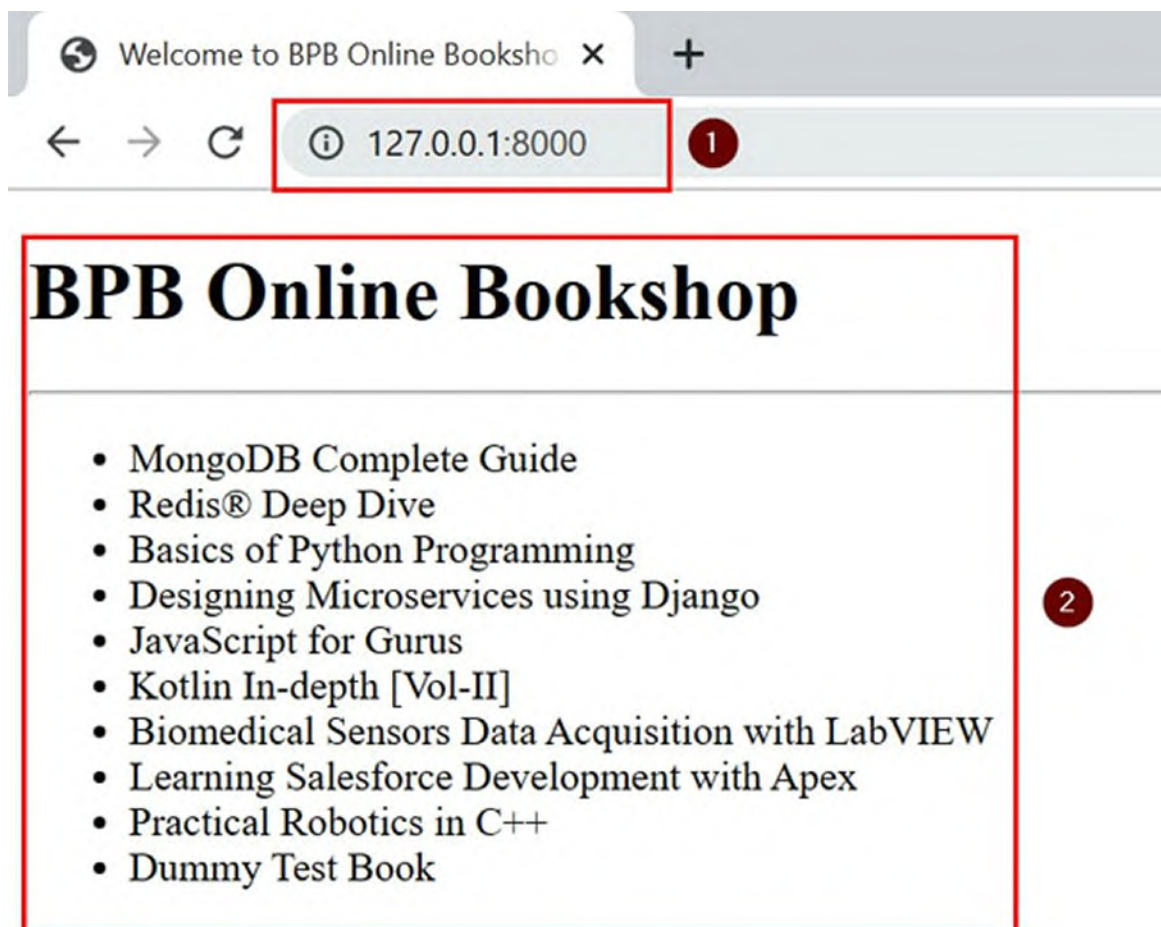 Welcome to BPB Online Booksho
127.0.0.1:8000
1
BPB Online Bookshop
MongoDB Complete Guide
Redis® Deep Dive
Basics of Python Programming
Designing Microservices using Django
2
JavaScript for Gurus
Kotlin In-depth [Vol-II]
Biomedical Sensors Data Acquisition with LabVIEW
Learning Salesforce Development with Apex
Practical Robotics in C++
Dummy Test Book